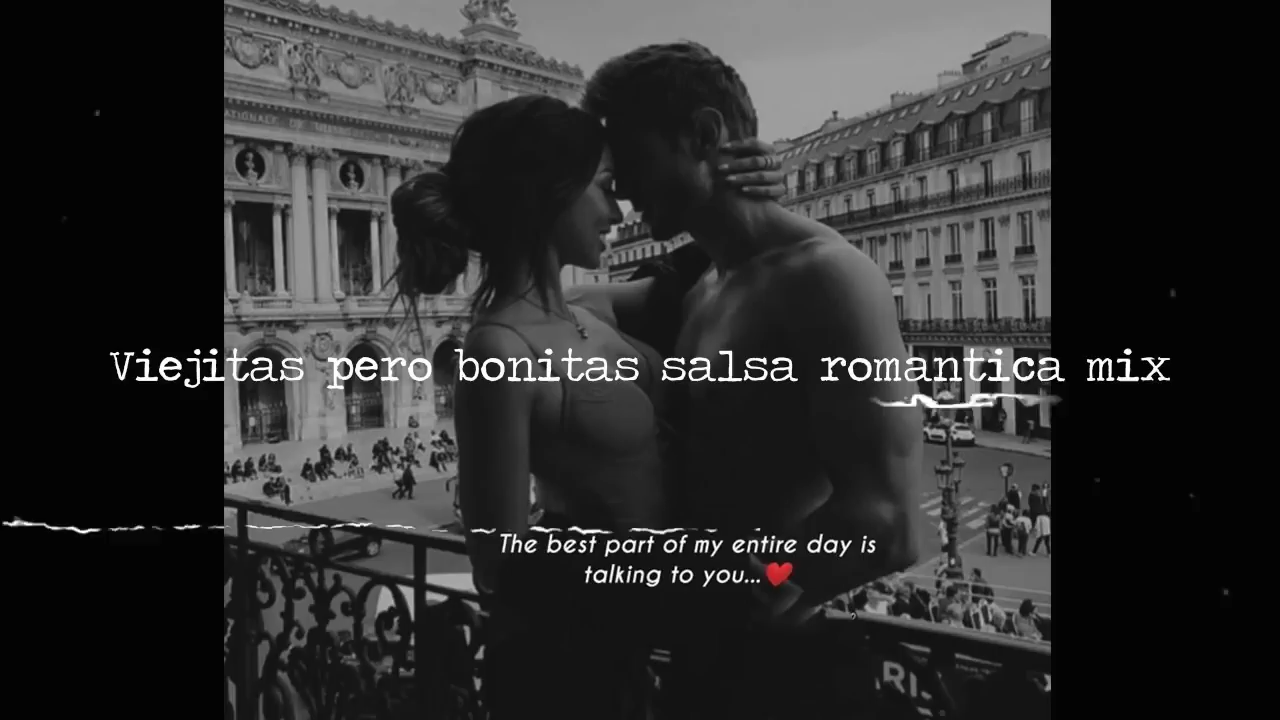 Viejitas pero bonitas salsa romantica mix
The best part of my entire day is
talking to you...❤️